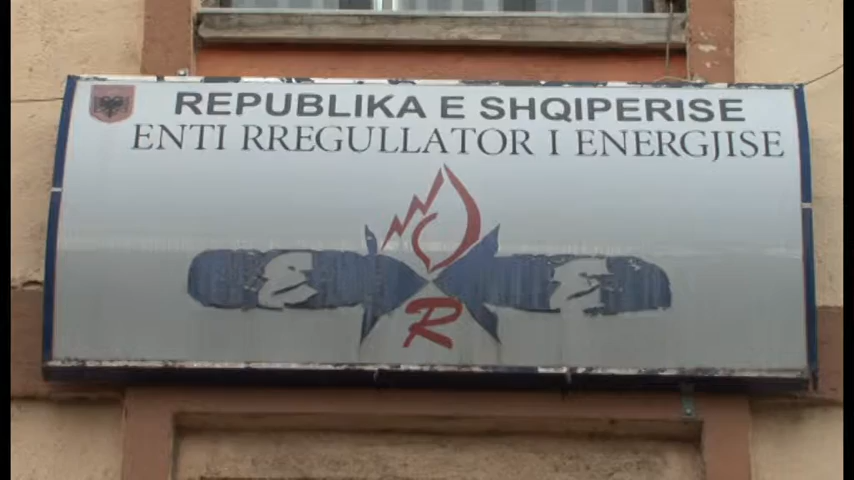 REPUBLIKA E SHQIPERISE
ENTI RREGULLATOR I ENERGJISE
E R E